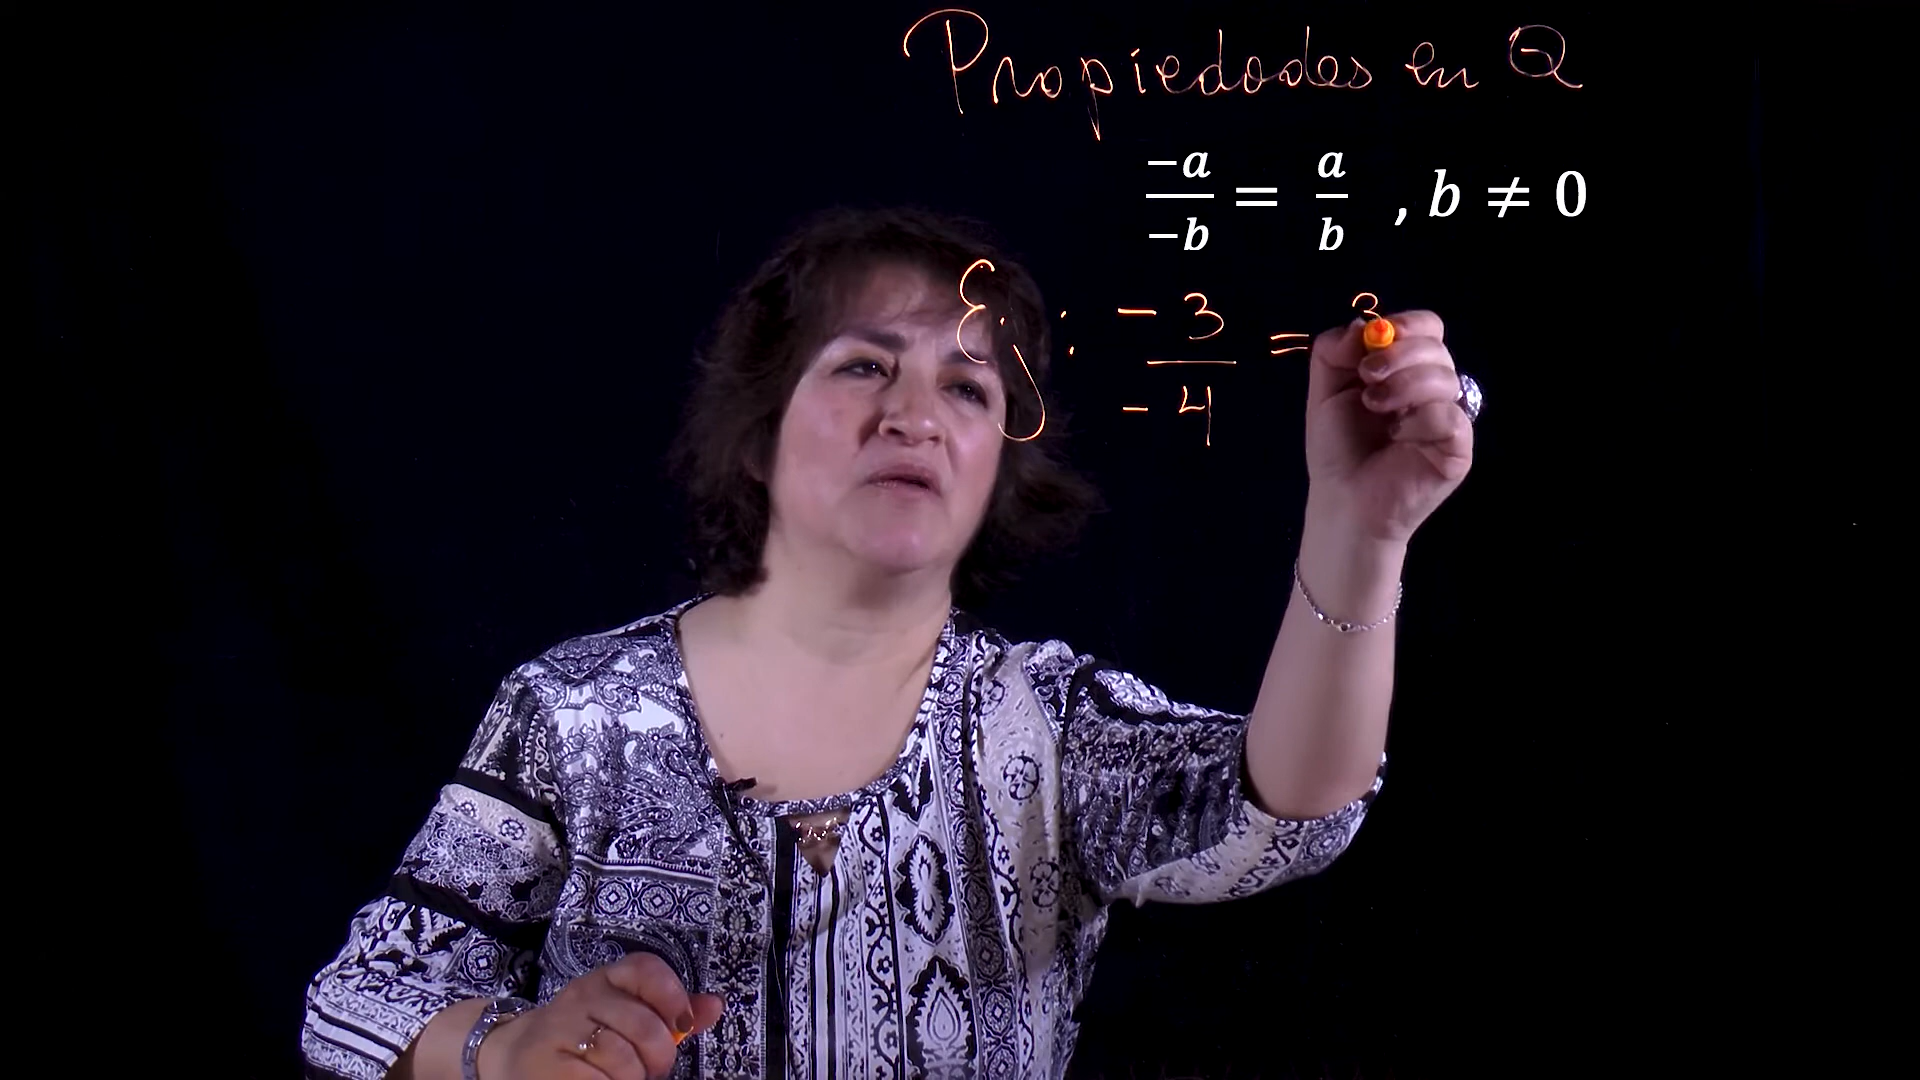 Propiedades en Q
−a/−b = a/b , b ≠ 0
Ej : −3/−4 = 3